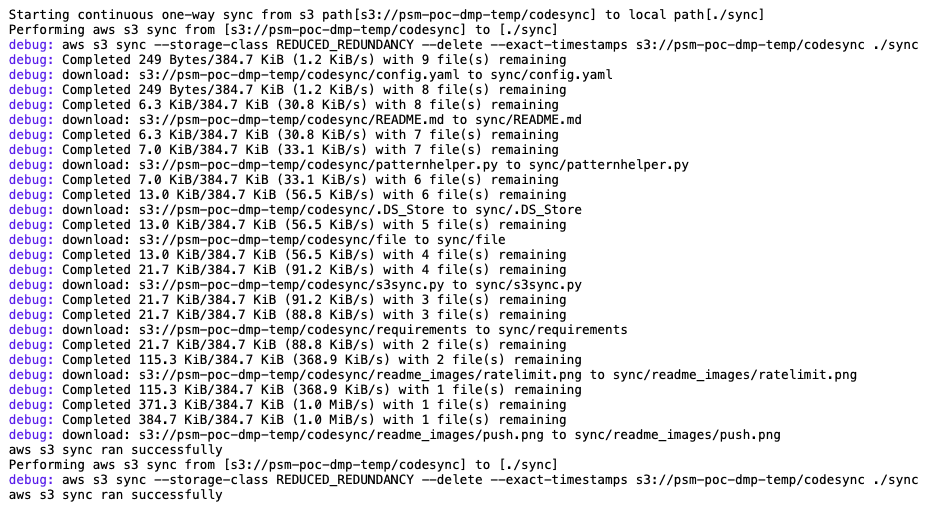 Starting continuous one-way sync from s3 path[s3://psm-poc-dmp-temp/codesync] to local path[./sync]
Performing aws s3 sync from [s3://psm-poc-dmp-temp/codesync] to [./sync]
debug: aws s3 sync --storage-class REDUCED_REDUNDANCY --delete --exact-timestamps s3://psm-poc-dmp-temp/codesync ./sync
debug: Completed 249 Bytes/384.7 KiB (1.2 KiB/s) with 9 file(s) remaining
debug: download: s3://psm-poc-dmp-temp/codesync/config.yaml to sync/config.yaml
debug: Completed 249 Bytes/384.7 KiB (1.2 KiB/s) with 8 file(s) remaining
debug: Completed 6.3 KiB/384.7 KiB (30.8 KiB/s) with 8 file(s) remaining
debug: download: s3://psm-poc-dmp-temp/codesync/README.md to sync/README.md
debug: Completed 6.3 KiB/384.7 KiB (30.8 KiB/s) with 7 file(s) remaining
debug: Completed 7.0 KiB/384.7 KiB (33.1 KiB/s) with 7 file(s) remaining
debug: download: s3://psm-poc-dmp-temp/codesync/patternhelper.py to sync/patternhelper.py
debug: Completed 7.0 KiB/384.7 KiB (33.1 KiB/s) with 6 file(s) remaining
debug: Completed 13.0 KiB/384.7 KiB (56.5 KiB/s) with 6 file(s) remaining
debug: download: s3://psm-poc-dmp-temp/codesync/.DS_Store to sync/.DS_Store
debug: Completed 13.0 KiB/384.7 KiB (56.5 KiB/s) with 5 file(s) remaining
debug: download: s3://psm-poc-dmp-temp/codesync/file to sync/file
debug: Completed 13.0 KiB/384.7 KiB (56.5 KiB/s) with 4 file(s) remaining
debug: Completed 21.7 KiB/384.7 KiB (91.2 KiB/s) with 4 file(s) remaining
debug: download: s3://psm-poc-dmp-temp/codesync/s3sync.py to sync/s3sync.py
debug: Completed 21.7 KiB/384.7 KiB (91.2 KiB/s) with 3 file(s) remaining
debug: Completed 21.7 KiB/384.7 KiB (88.8 KiB/s) with 3 file(s) remaining
debug: download: s3://psm-poc-dmp-temp/codesync/requirements to sync/requirements
debug: Completed 21.7 KiB/384.7 KiB (88.8 KiB/s) with 2 file(s) remaining
debug: Completed 115.3 KiB/384.7 KiB (368.9 KiB/s) with 2 file(s) remaining
debug: download: s3://psm-poc-dmp-temp/codesync/readme_images/ratelimit.png to sync/readme_images/ratelimit.png
debug: Completed 115.3 KiB/384.7 KiB (368.9 KiB/s) with 1 file(s) remaining
debug: Completed 371.3 KiB/384.7 KiB (1.0 MiB/s) with 1 file(s) remaining
debug: Completed 384.7 KiB/384.7 KiB (1.0 MiB/s) with 1 file(s) remaining
debug: download: s3://psm-poc-dmp-temp/codesync/readme_images/push.png to sync/readme_images/push.png
aws s3 sync ran successfully
Performing aws s3 sync from [s3://psm-poc-dmp-temp/codesync] to [./sync]
debug: aws s3 sync --storage-class REDUCED_REDUNDANCY --delete --exact-timestamps s3://psm-poc-dmp-temp/codesync ./sync
aws s3 sync ran successfully